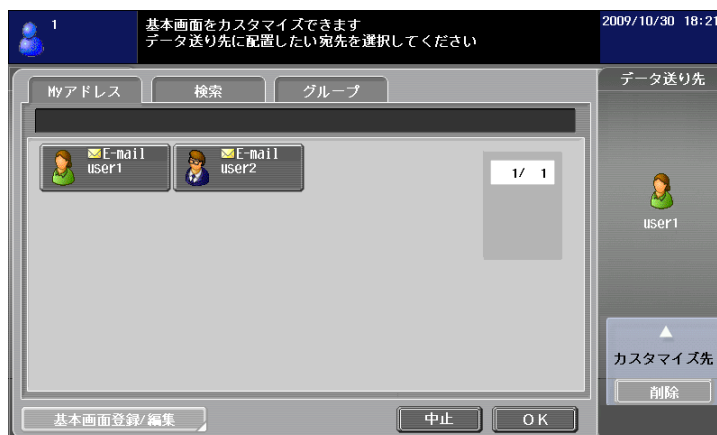 1
基本画面をカスタマイズできます
データ送り先に配置したい宛先を選択してください
2009/10/30 18:21
Myアドレス
検索
グループ
データ送り先
E-mail
user1
E-mail
user2
1/ 1
user1
カスタマイズ先
削除
基本画面登録/編集
中止
OK